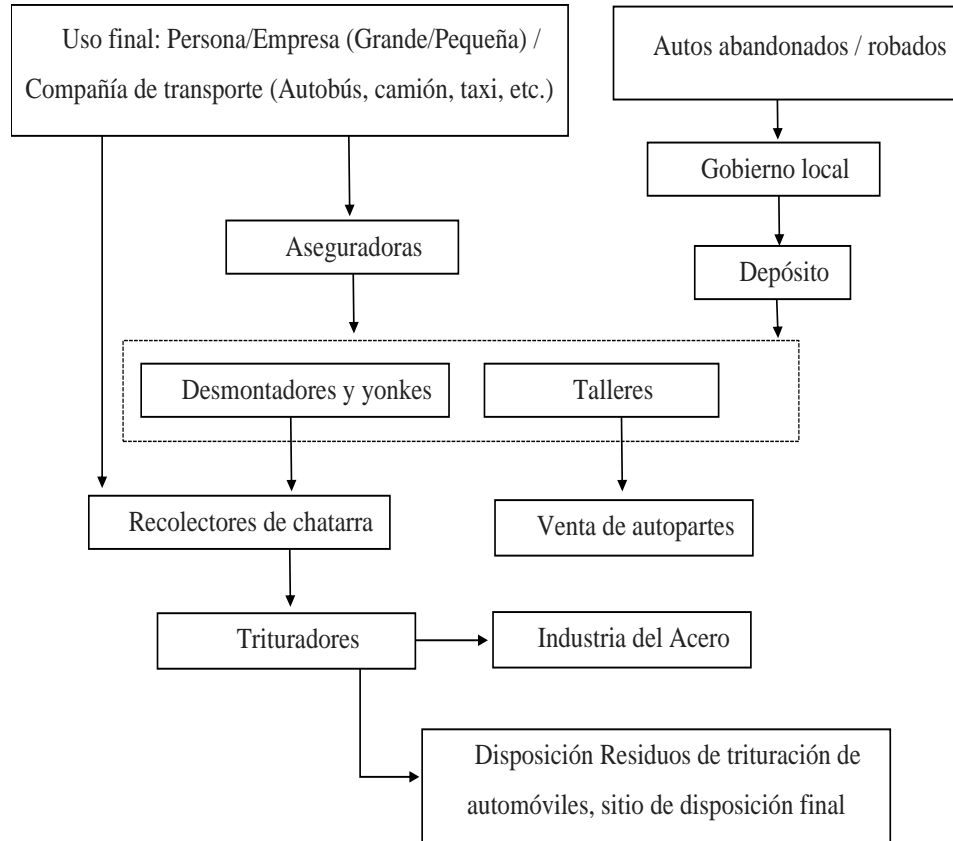 Uso final: Persona/Empresa (Grande/Pequeña) /
Compañía de transporte (Autobús, camión, taxi, etc.)
Autos abandonados / robados
Gobierno local
Aseguradoras
Depósito
Desmontadores y yonkes
Talleres
Recolectores de chatarra
Venta de autopartes
Trituradores
Industria del Acero
Disposición Residuos de trituración de
automóviles, sitio de disposición final